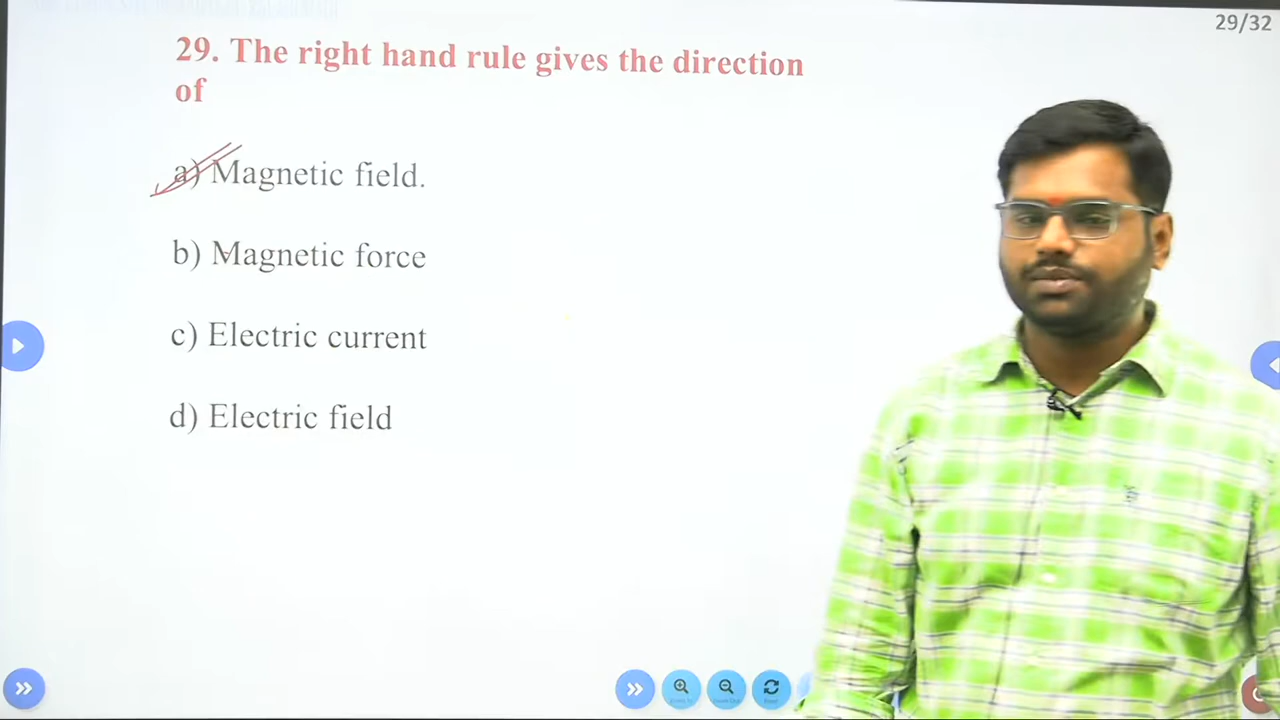 29/32
29. The right hand rule gives the direction
of
a) Magnetic field.
b) Magnetic force
c) Electric current
d) Electric field